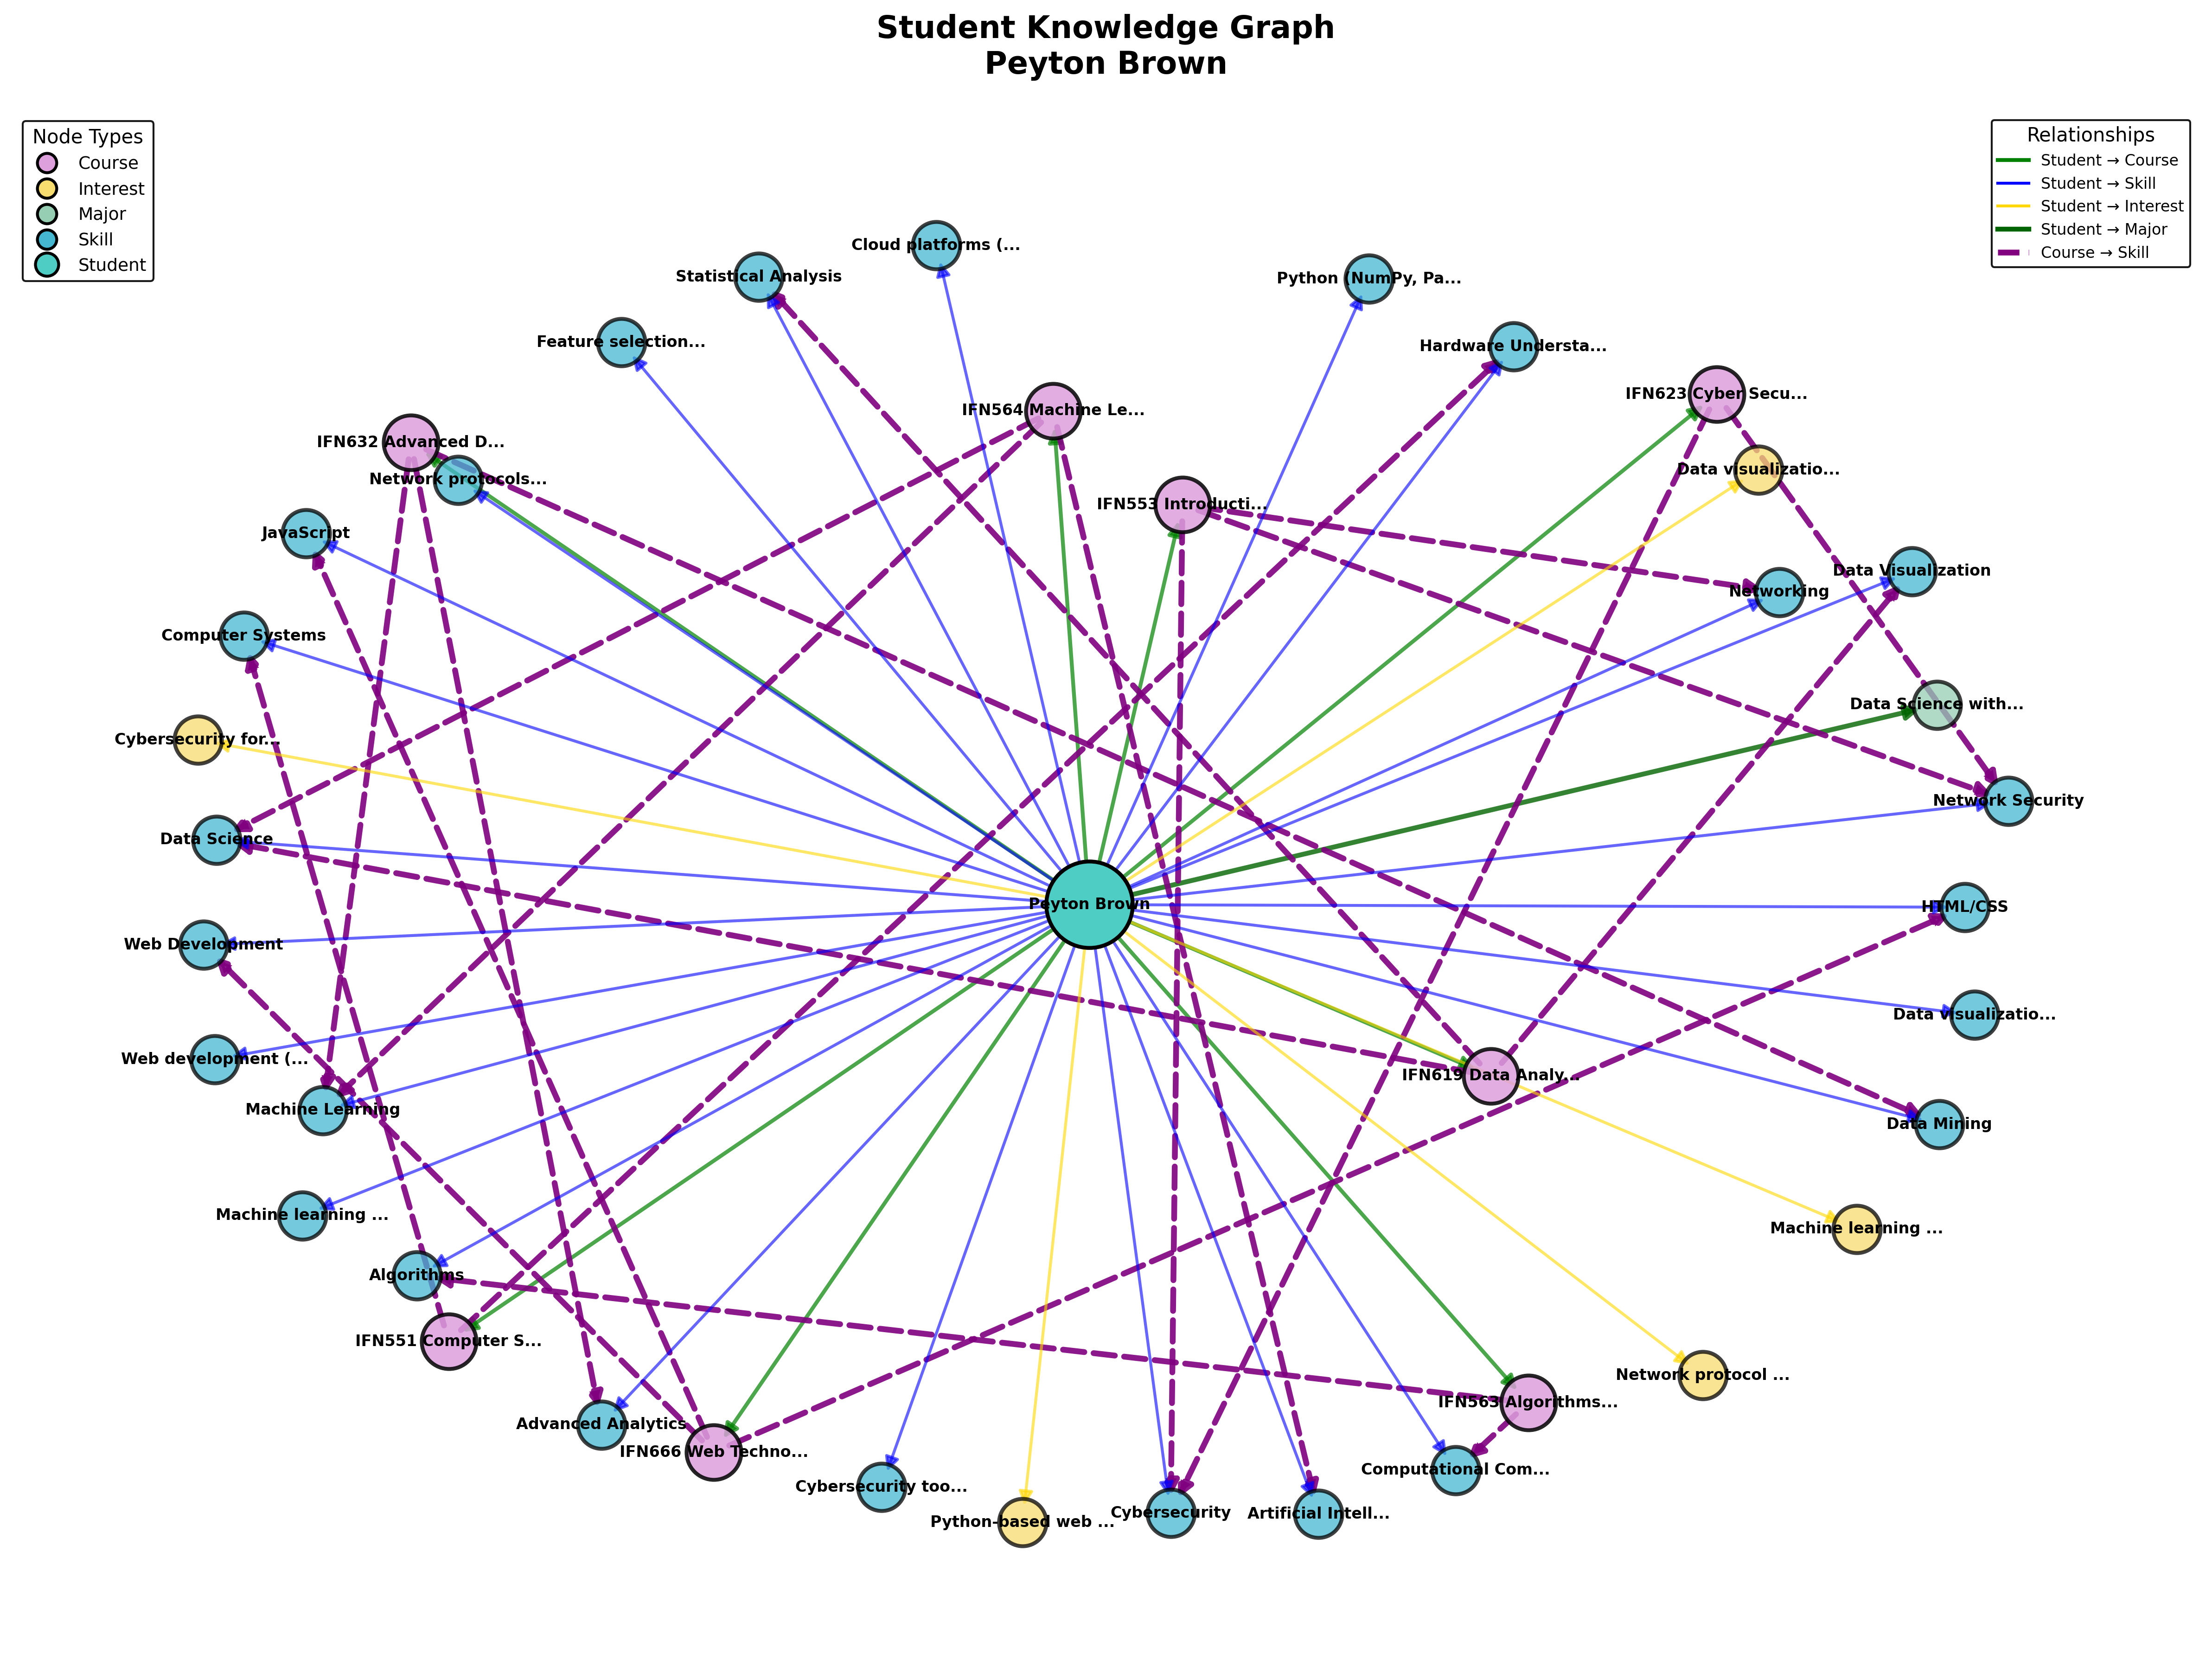 Student Knowledge Graph
Peyton Brown
Node Types
Course
Interest
Major
Skill
Student
Relationships
Student → Course
Student → Skill
Student → Interest
Student → Major
Course → Skill
Cloud platforms (...
Statistical Analysis
Python (NumPy, Pa...
Feature selection...
Hardware Understa...
IFN623 Cyber Secu...
IFN564 Machine Le...
IFN632 Advanced D...
Data visualizatio...
Network protocols...
IFN553 Introducti...
JavaScript
Data Visualization
Networking
Computer Systems
Data Science with...
Cybersecurity for...
Network Security
Data Science
Peyton Brown
HTML/CSS
Web Development
Data visualizatio...
Web development (...
IFN619 Data Analy...
Machine Learning
Data Mining
Machine learning ...
Machine learning ...
Algorithms
IFN551 Computer S...
Network protocol ...
IFN563 Algorithms...
Advanced Analytics
IFN666 Web Techno...
Computational Com...
Cybersecurity too...
Python-based web ...
Cybersecurity
Artificial Intell...